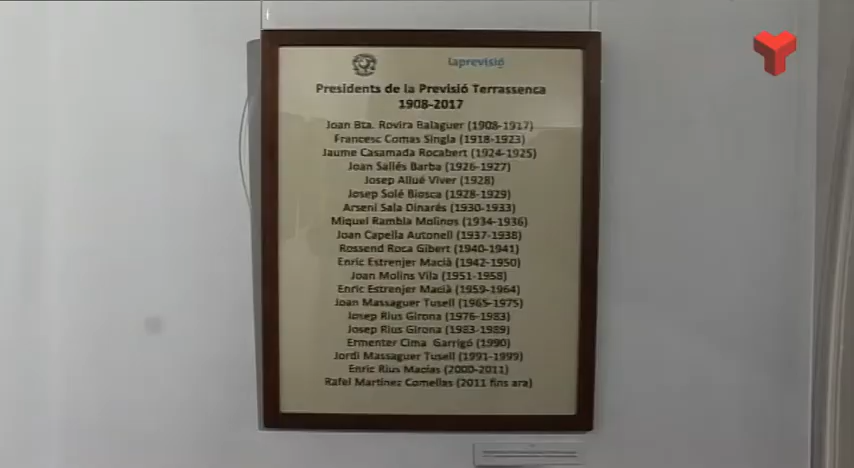 laprevisió
Presidents de la Previsió Terrassenca
1908-2017
Joan Bta. Rovira Balaguer (1908-1917)
Francesc Comas Singla (1918-1923)
Jaume Casamada Rocabert (1924-1925)
Joan Sallés Barba (1926-1927)
Josep Allué Viver (1928)
Josep Solé Biosca (1928-1929)
Arseni Sala Dinarés (1930-1933)
Miquel Rambla Molinos (1934-1936)
Joan Capella Autonell (1937-1938)
Rossend Roca Gibert (1940-1941)
Enric Estrenjer Macià (1942-1950)
Joan Molins Vila (1951-1958)
Enric Estrenjer Macià (1959-1964)
Joan Massaguer Tusell (1965-1975)
Josep Rius Girona (1976-1983)
Josep Rius Girona (1983-1989)
Ermenter Cima Garrigó (1990)
Jordi Massaguer Tusell (1991-1999)
Enric Rius Macias (2000-2011)
Rafel Martínez Comellas (2011 fins ara)